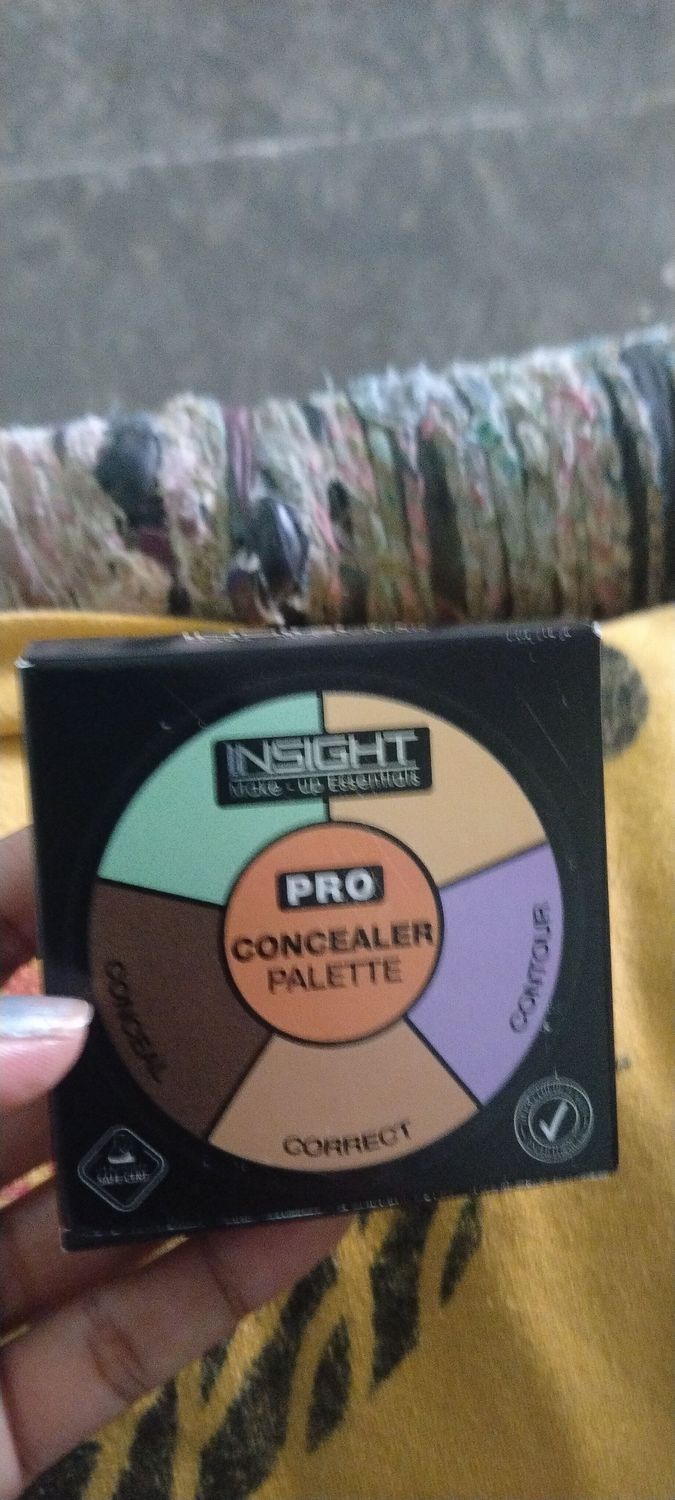 INSIGHT
Make - up Essentials
PRO
CONCEALER
PALETTE
CONTOUR
CONCEAL
CORRECT